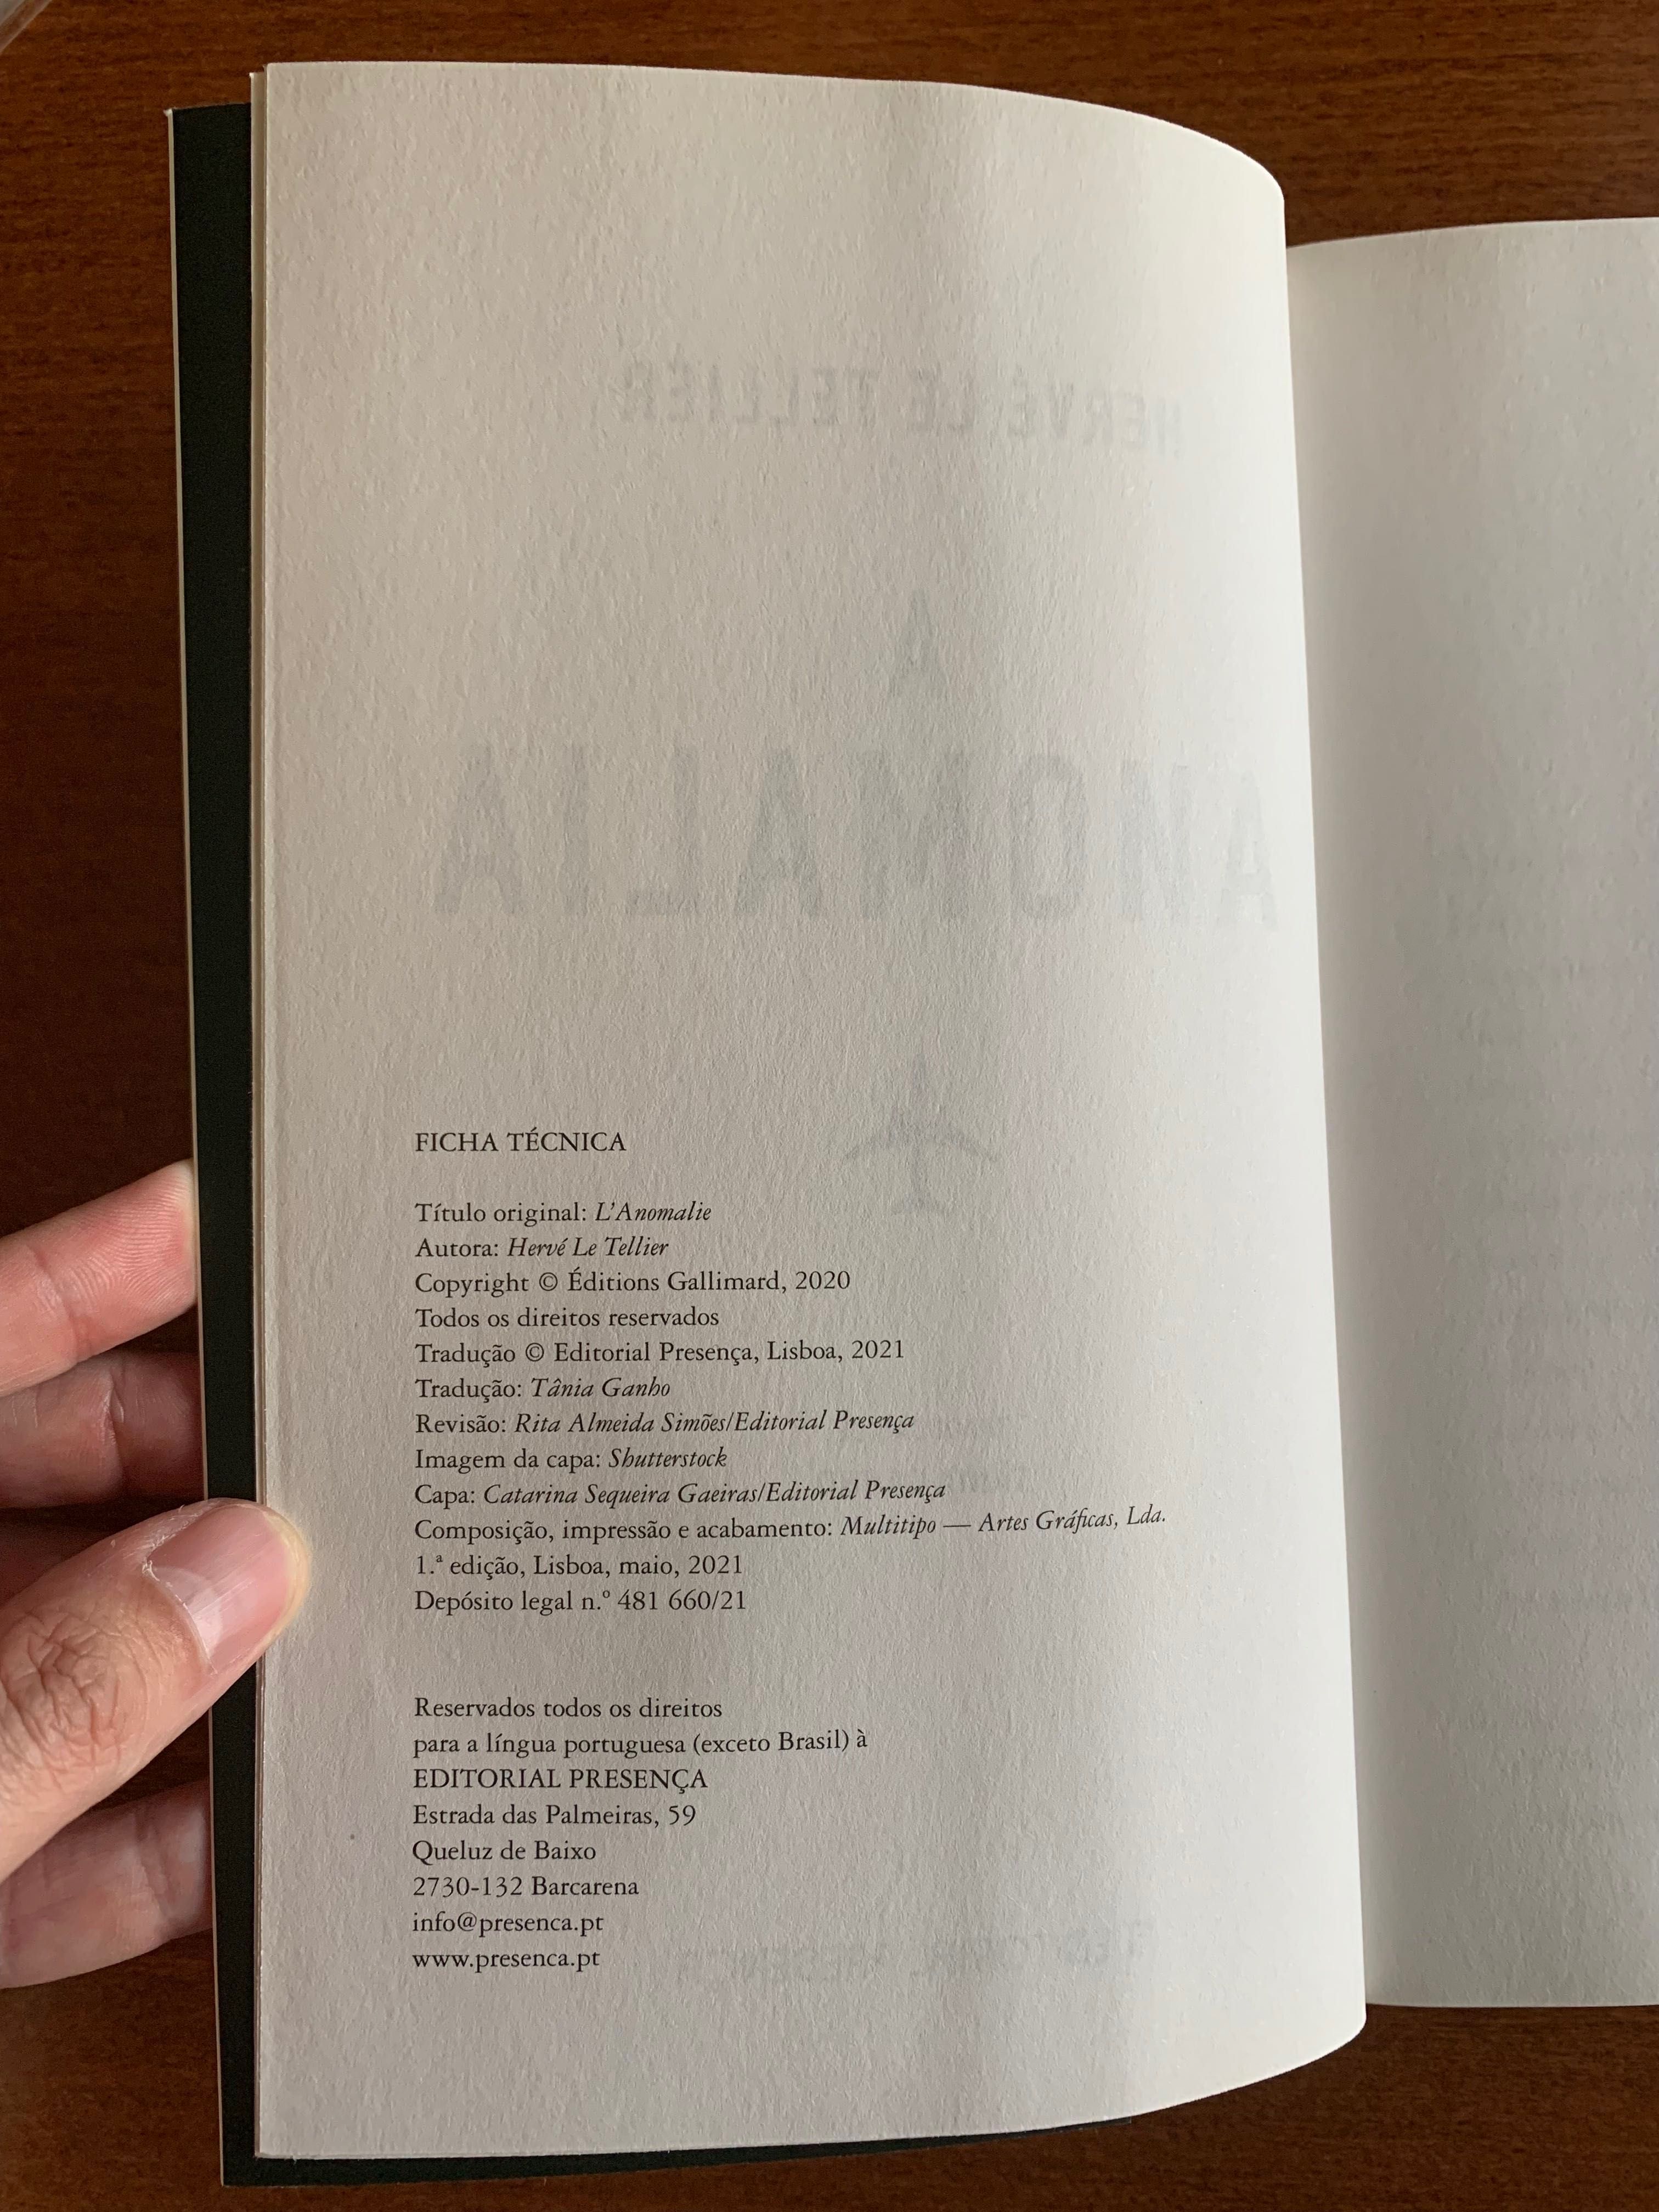 HERVÉ LE TELLIER
A
ANOMALIA
FICHA TÉCNICA
Título original: L'Anomalie
Autora: Hervé Le Tellier
Copyright © Éditions Gallimard, 2020
Todos os direitos reservados
Tradução © Editorial Presença, Lisboa, 2021
Tradução: Tânia Ganho
Revisão: Rita Almeida Simões/Editorial Presença
Imagem da capa: Shutterstock
Capa: Catarina Sequeira Gaeiras/Editorial Presença
Composição, impressão e acabamento: Multitipo — Artes Gráficas, Lda.
1.ª edição, Lisboa, maio, 2021
Depósito legal n.º 481 660/21
Reservados todos os direitos
para a língua portuguesa (exceto Brasil) à
EDITORIAL PRESENÇA
Estrada das Palmeiras, 59
Queluz de Baixo
2730-132 Barcarena
info@presenca.pt
www.presenca.pt